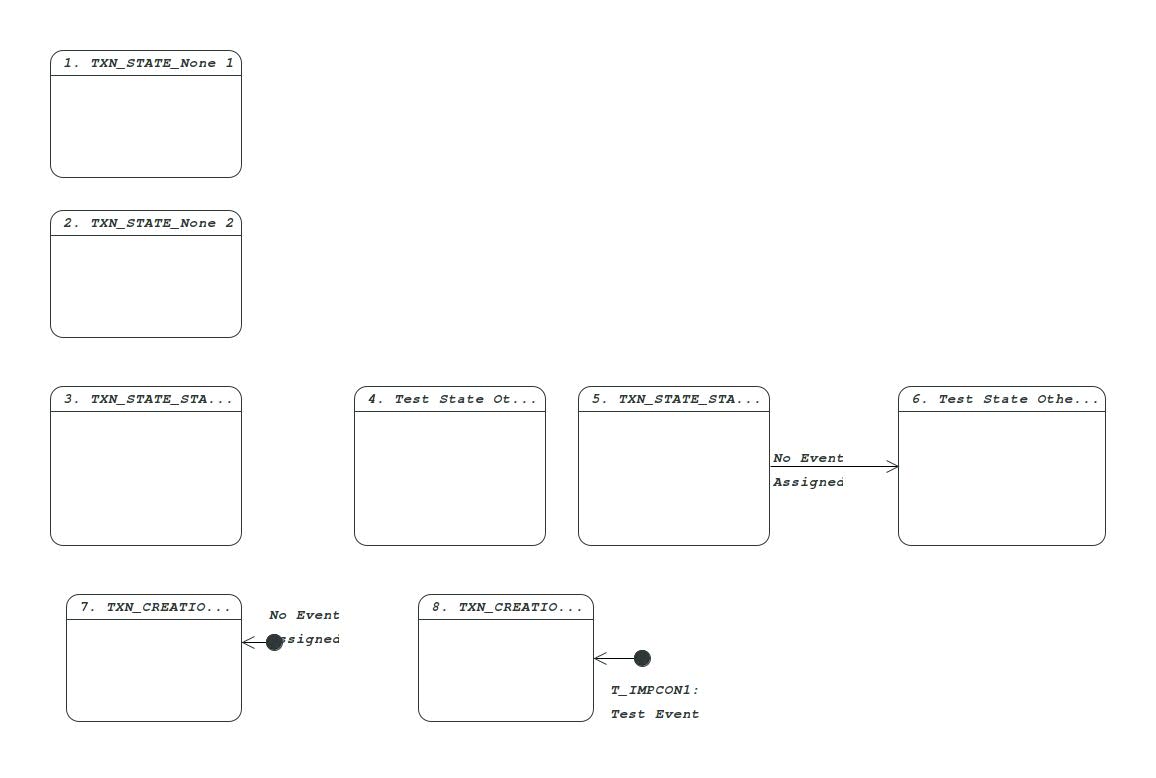 1. TXN_STATE_None 1
2. TXN_STATE_None 2
3. TXN_STATE_STA...
4. Test State Ot...
5. TXN_STATE_STA...
6. Test State Othe...
No Event
Assigned
7. TXN_CREATIO...
No Event
ssigned
8. TXN_CREATIO...
T_IMPCON1:
Test Event